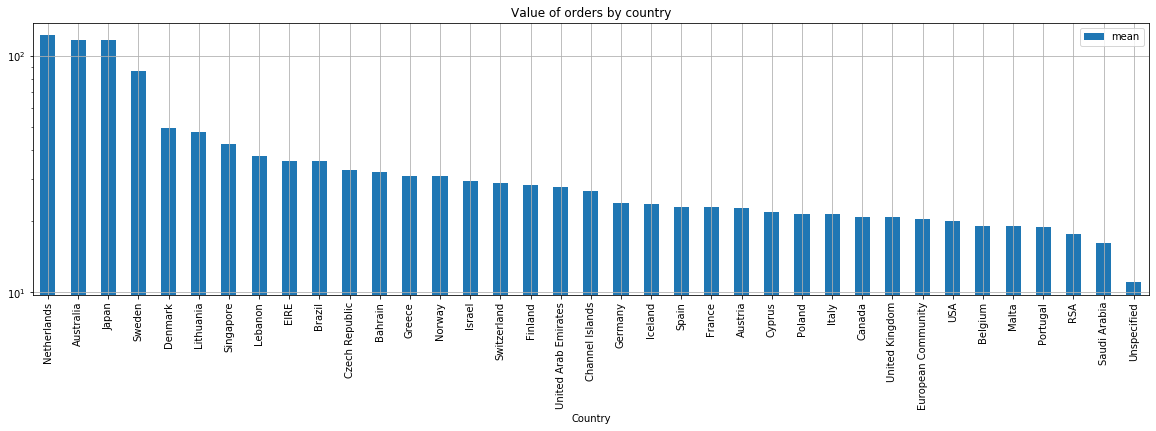 Value of orders by country
mean
10²
10¹
Netherlands
Australia
Japan
Sweden
Denmark
Lithuania
Singapore
Lebanon
EIRE
Brazil
Czech Republic
Bahrain
Greece
Norway
Israel
Switzerland
Finland
United Arab Emirates
Channel Islands
Germany
Iceland
Spain
France
Austria
Cyprus
Poland
Italy
Canada
United Kingdom
European Community
USA
Belgium
Malta
Portugal
RSA
Saudi Arabia
Unspecified
Country